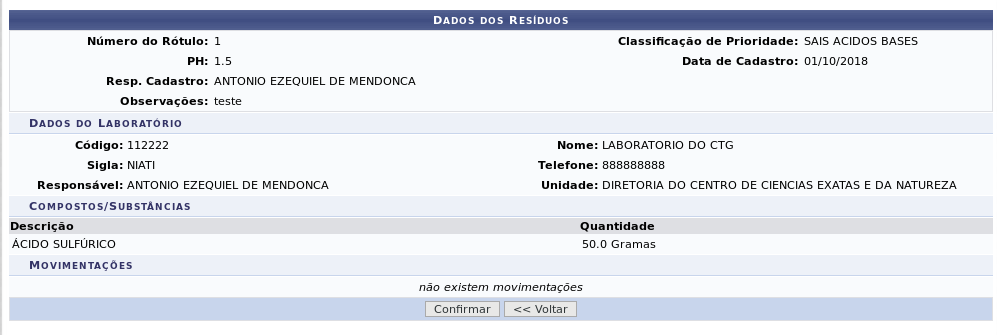 Dados dos Resíduos
Número do Rótulo: 1 Classificação de Prioridade: SAIS ACIDOS BASES
PH: 1.5 Data de Cadastro: 01/10/2018
Resp. Cadastro: ANTONIO EZEQUIEL DE MENDONCA
Observações: teste
Dados do Laboratório
Código: 112222 Nome: LABORATORIO DO CTG
Sigla: NIATI Telefone: 888888888
Responsável: ANTONIO EZEQUIEL DE MENDONCA Unidade: DIRETORIA DO CENTRO DE CIENCIAS EXATAS E DA NATUREZA
Compostos/Substâncias
Descrição Quantidade
ÁCIDO SULFÚRICO 50.0 Gramas
Movimentações
não existem movimentações
Confirmar << Voltar